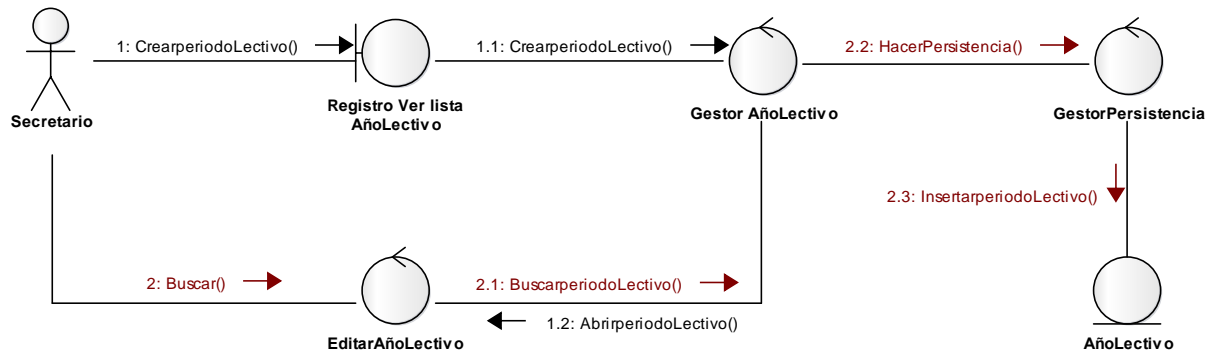 1: CrearperiodoLectivo()
1.1: CrearperiodoLectivo()
2.2: HacerPersistencia()
Secretario
Registro Ver lista
AñoLectivo
Gestor AñoLectivo
GestorPersistencia
2.3: InsertarperiodoLectivo()
2: Buscar()
2.1: BuscarperiodoLectivo()
1.2: AbrirperiodoLectivo()
EditarAñoLectivo
AñoLectivo